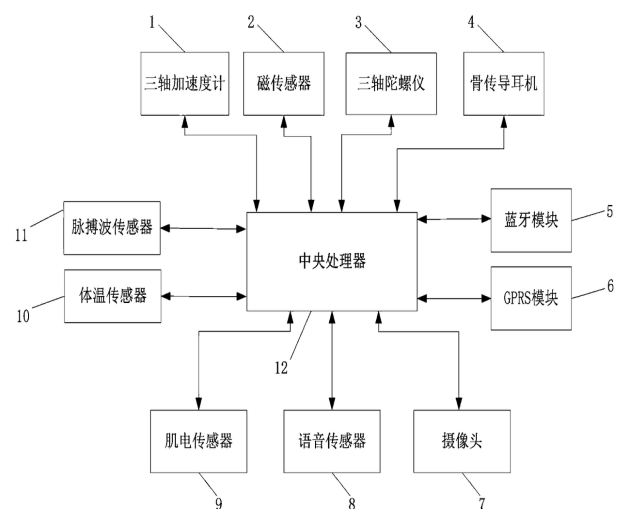 1
2
3
4
三轴加速度计
磁传感器
三轴陀螺仪
骨传导耳机
脉搏波传感器
11
蓝牙模块
5
中央处理器
体温传感器
10
GPRS模块
6
12
肌电传感器
语音传感器
摄像头
9
8
7